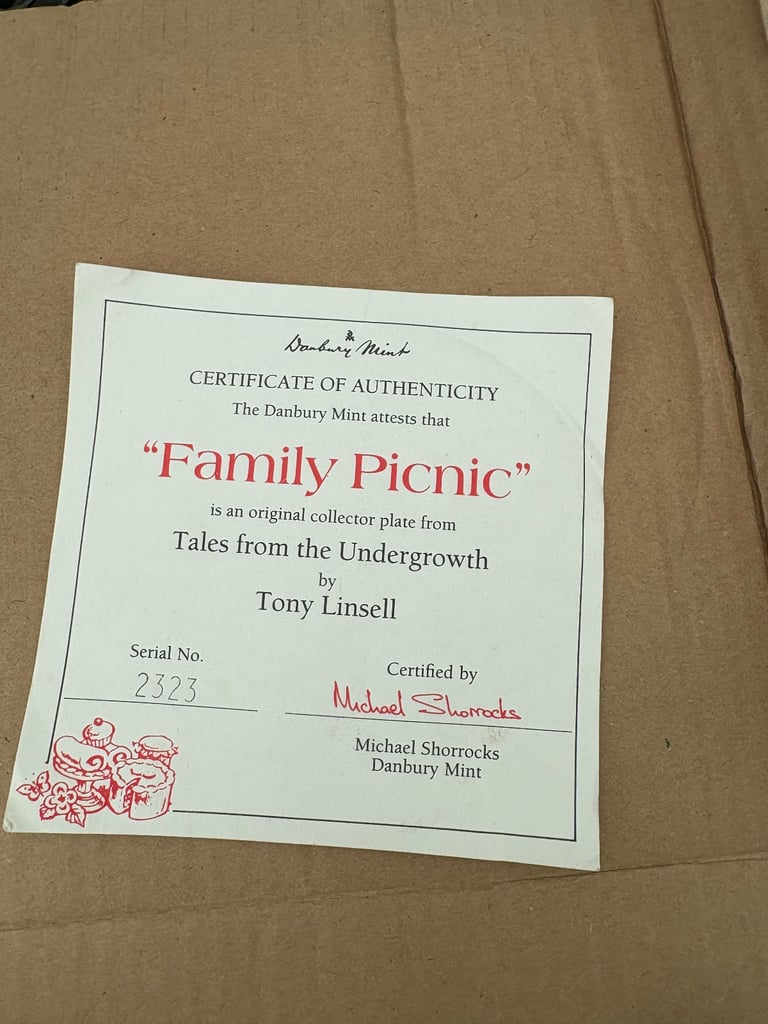 Danbury Mint
CERTIFICATE OF AUTHENTICITY
The Danbury Mint attests that
“Family Picnic”
is an original collector plate from
Tales from the Undergrowth
by
Tony Linsell
Serial No.
2323
Certified by
Michael Shorrocks
Michael Shorrocks
Danbury Mint